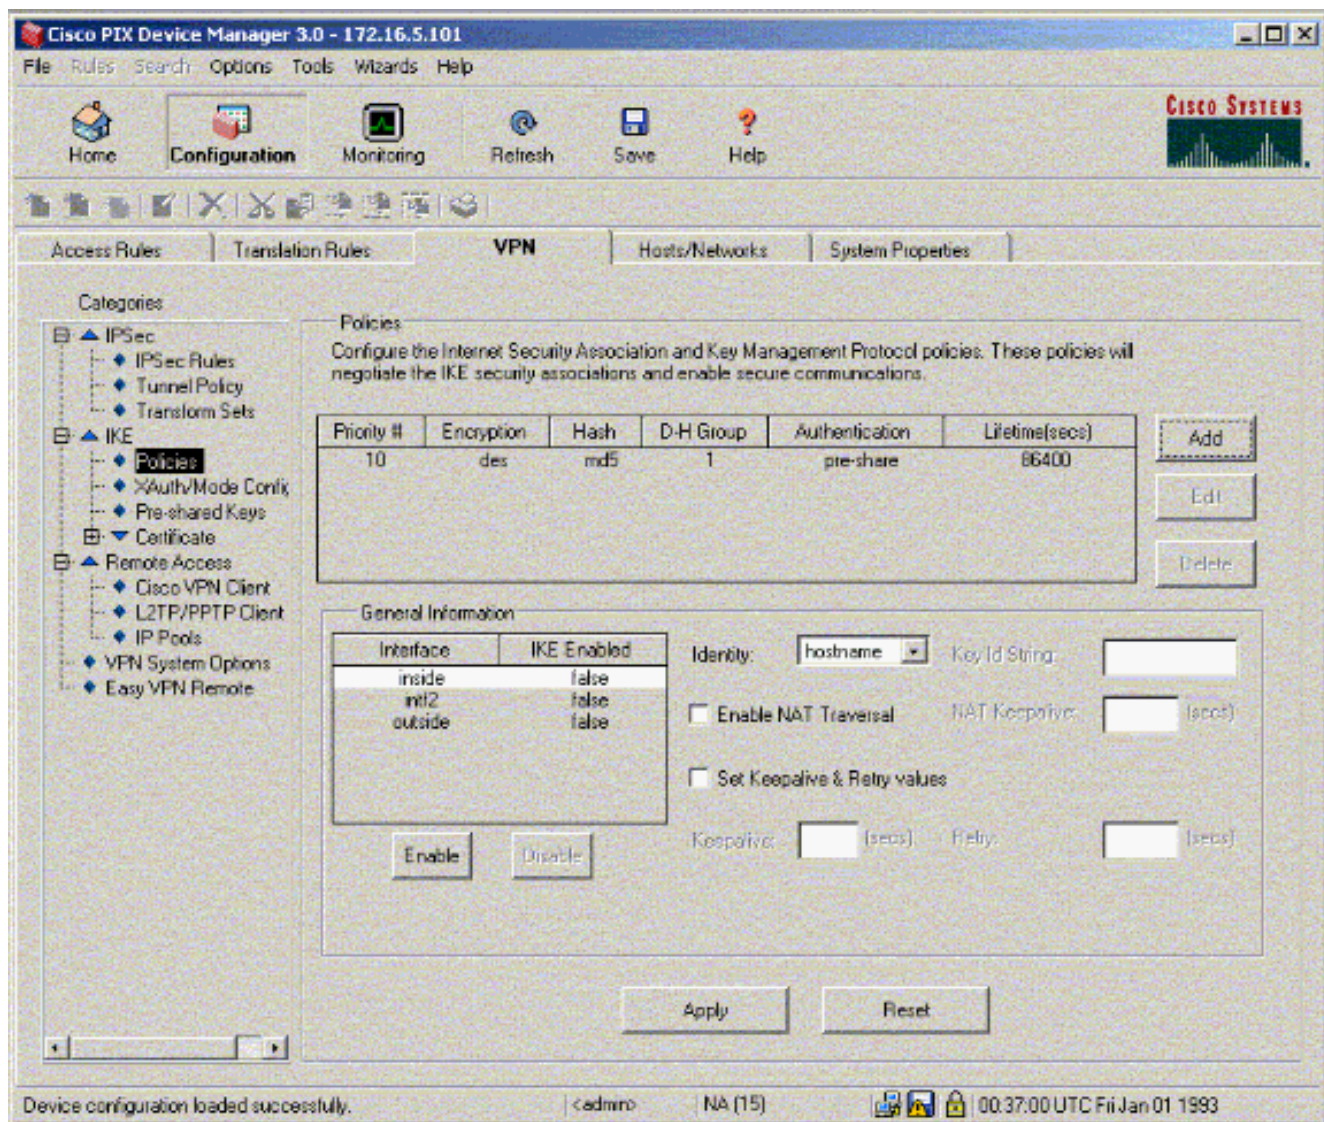 Cisco PIX Device Manager 3.0 - 172.16.5.101
File Rules Search Options Tools Wizards Help
Home Configuration Monitoring Refresh Save Help
CISCO SYSTEMS
Access Rules Translation Rules VPN Hosts/Networks System Properties
Categories
IPSec
IPSec Rules
Tunnel Policy
Transform Sets
IKE
Policies
XAuth/Mode Config
Pre-shared Keys
Certificate
Remote Access
Cisco VPN Client
L2TP/PPTP Client
IP Pools
VPN System Options
Easy VPN Remote
Policies
Configure the Internet Security Association and Key Management Protocol policies. These policies will
negotiate the IKE security associations and enable secure communications.
Priority # Encryption Hash D-H Group Authentication Lifetime(secs)
10 des md5 1 pre-share 86400
Add
Edit
Delete
General Information
Interface IKE Enabled
inside false
intf2 false
outside false
Enable Disable
Identity: hostname Key Id String:
Enable NAT Traversal NAT Keepalive: (secs)
Set Keepalive & Retry values
Keepalive: (secs) Retry: (secs)
Apply Reset
Device configuration loaded successfully. <admin> NA (15) 00:37:00 UTC Fri Jan 01 1993